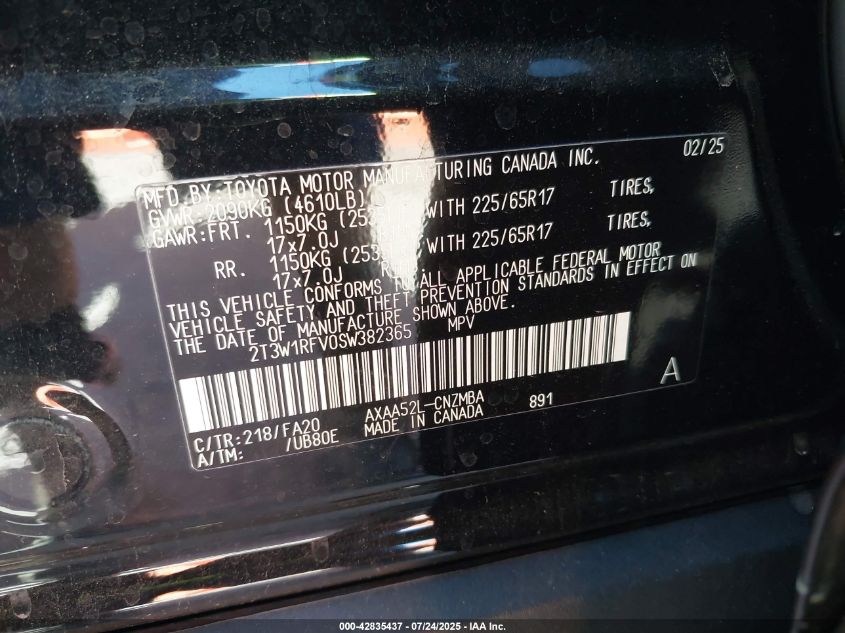 MFD BY:TOYOTA MOTOR MANUFACTURING CANADA INC. 02/25
GVWR:2090KG (4610LB)
GAWR:FRT. 1150KG WITH 225/65R17 TIRES,
17x7.0J
RR. 1150KG WITH 225/65R17 TIRES,
17x7.0J
THIS VEHICLE CONFORMS TO ALL APPLICABLE FEDERAL MOTOR
VEHICLE SAFETY AND THEFT PREVENTION STANDARDS IN EFFECT ON
THE DATE OF MANUFACTURE SHOWN ABOVE.
2T3W1RFV0SW382365 MPV
A
C/TR:218/FA20 AXAA52L-CNZMBA 891
A/TM: /UB80E MADE IN CANADA
000-42835437 - 07/24/2025 - IAA Inc.